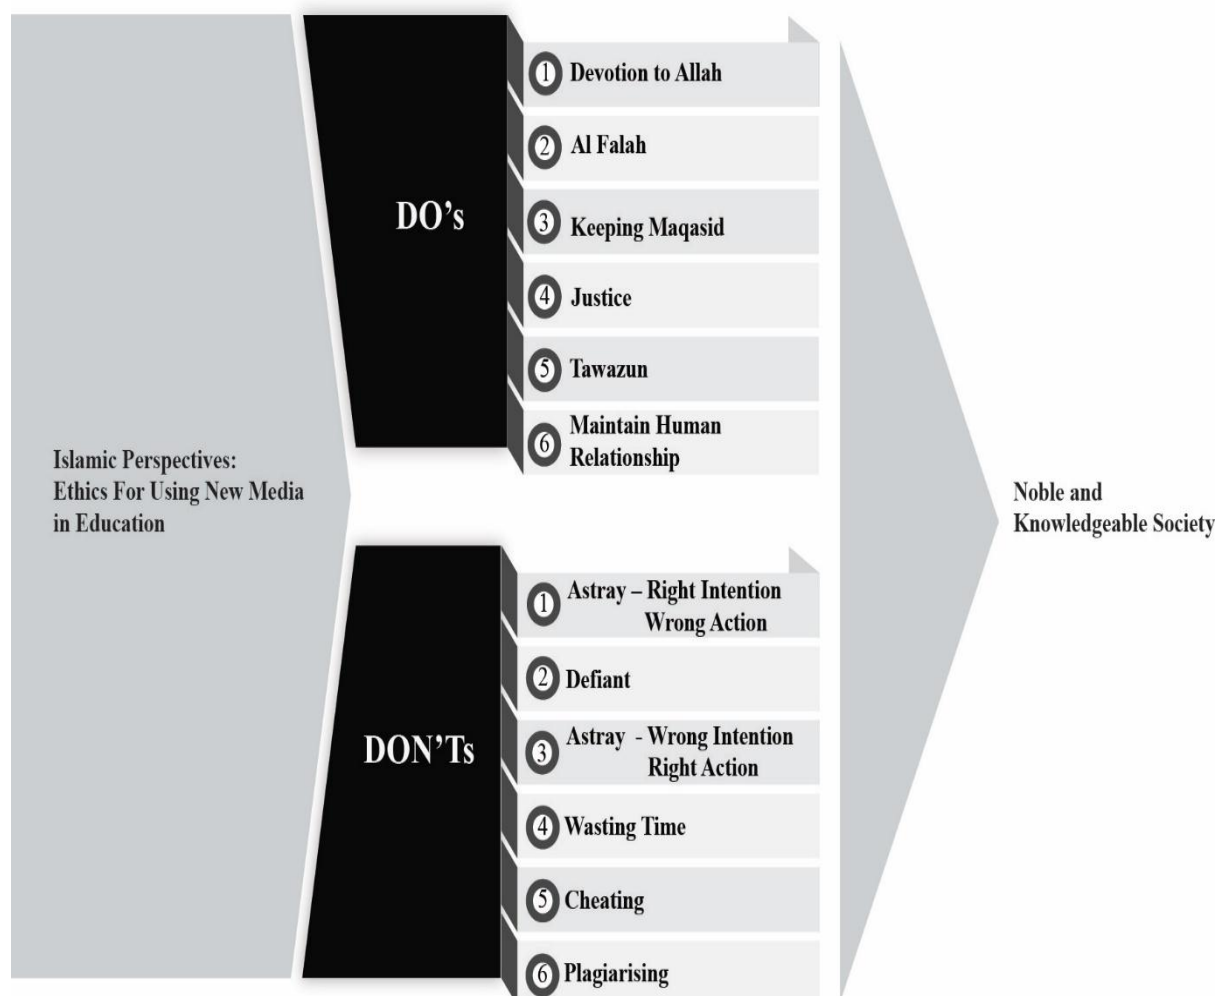 Islamic Perspectives:
Ethics For Using New Media
in Education
DO’s
1 Devotion to Allah
2 Al Falah
3 Keeping Maqasid
4 Justice
5 Tawazun
6 Maintain Human
Relationship
DON’Ts
1 Astray – Right Intention
Wrong Action
2 Defiant
3 Astray - Wrong Intention
Right Action
4 Wasting Time
5 Cheating
6 Plagiarising
Noble and
Knowledgeable Society